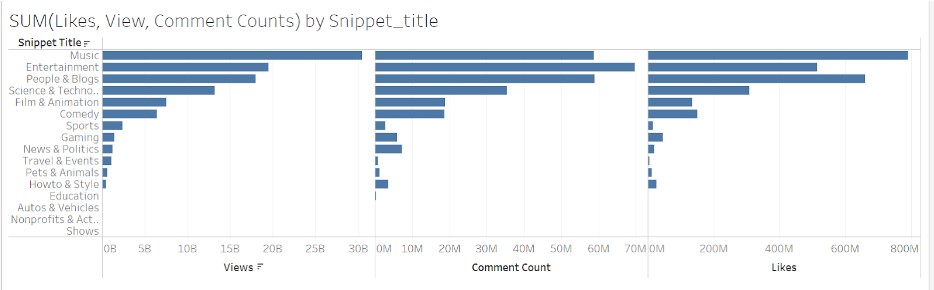 SUM(Likes, View, Comment Counts) by Snippet_title
Snippet Title
Music
Entertainment
People & Blogs
Science & Techno..
Film & Animation
Comedy
Sports
Gaming
News & Politics
Travel & Events
Pets & Animals
Howto & Style
Education
Autos & Vehicles
Nonprofits & Act..
Shows
0B 5B 10B 15B 20B 25B 30B 0M 10M 20M 30M 40M 50M 60M 70M 0M 200M 400M 600M 800M
Views Comment Count Likes